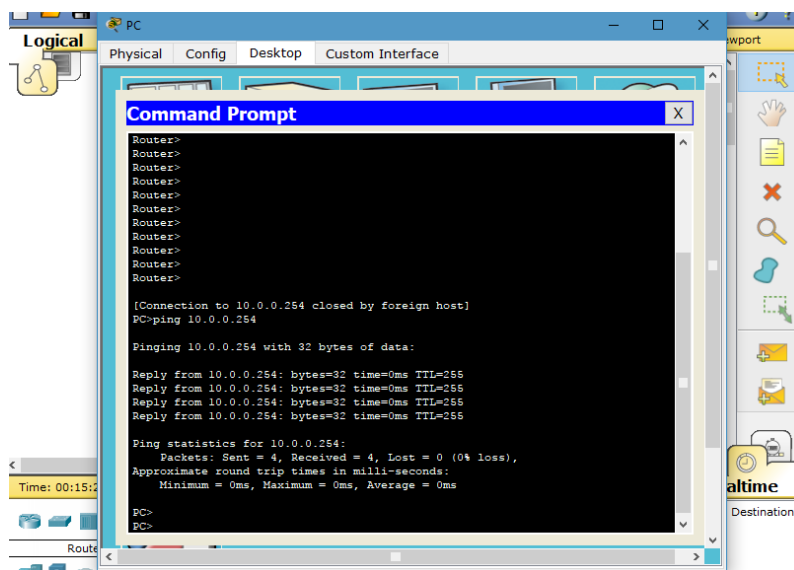 Logical
PC
wport
Physical Config Desktop Custom Interface
Command Prompt
X
Router>
Router>
Router>
Router>
Router>
Router>
Router>
Router>
Router>
Router>
Router>
[Connection to 10.0.0.254 closed by foreign host]
PC>ping 10.0.0.254
Pinging 10.0.0.254 with 32 bytes of data:
Reply from 10.0.0.254: bytes=32 time=0ms TTL=255
Reply from 10.0.0.254: bytes=32 time=0ms TTL=255
Reply from 10.0.0.254: bytes=32 time=0ms TTL=255
Reply from 10.0.0.254: bytes=32 time=0ms TTL=255
Ping statistics for 10.0.0.254:
Packets: Sent = 4, Received = 4, Lost = 0 (0% loss),
Approximate round trip times in milli-seconds:
Minimum = 0ms, Maximum = 0ms, Average = 0ms
PC>
PC>
Time: 00:15:2
altime
Destination
Route